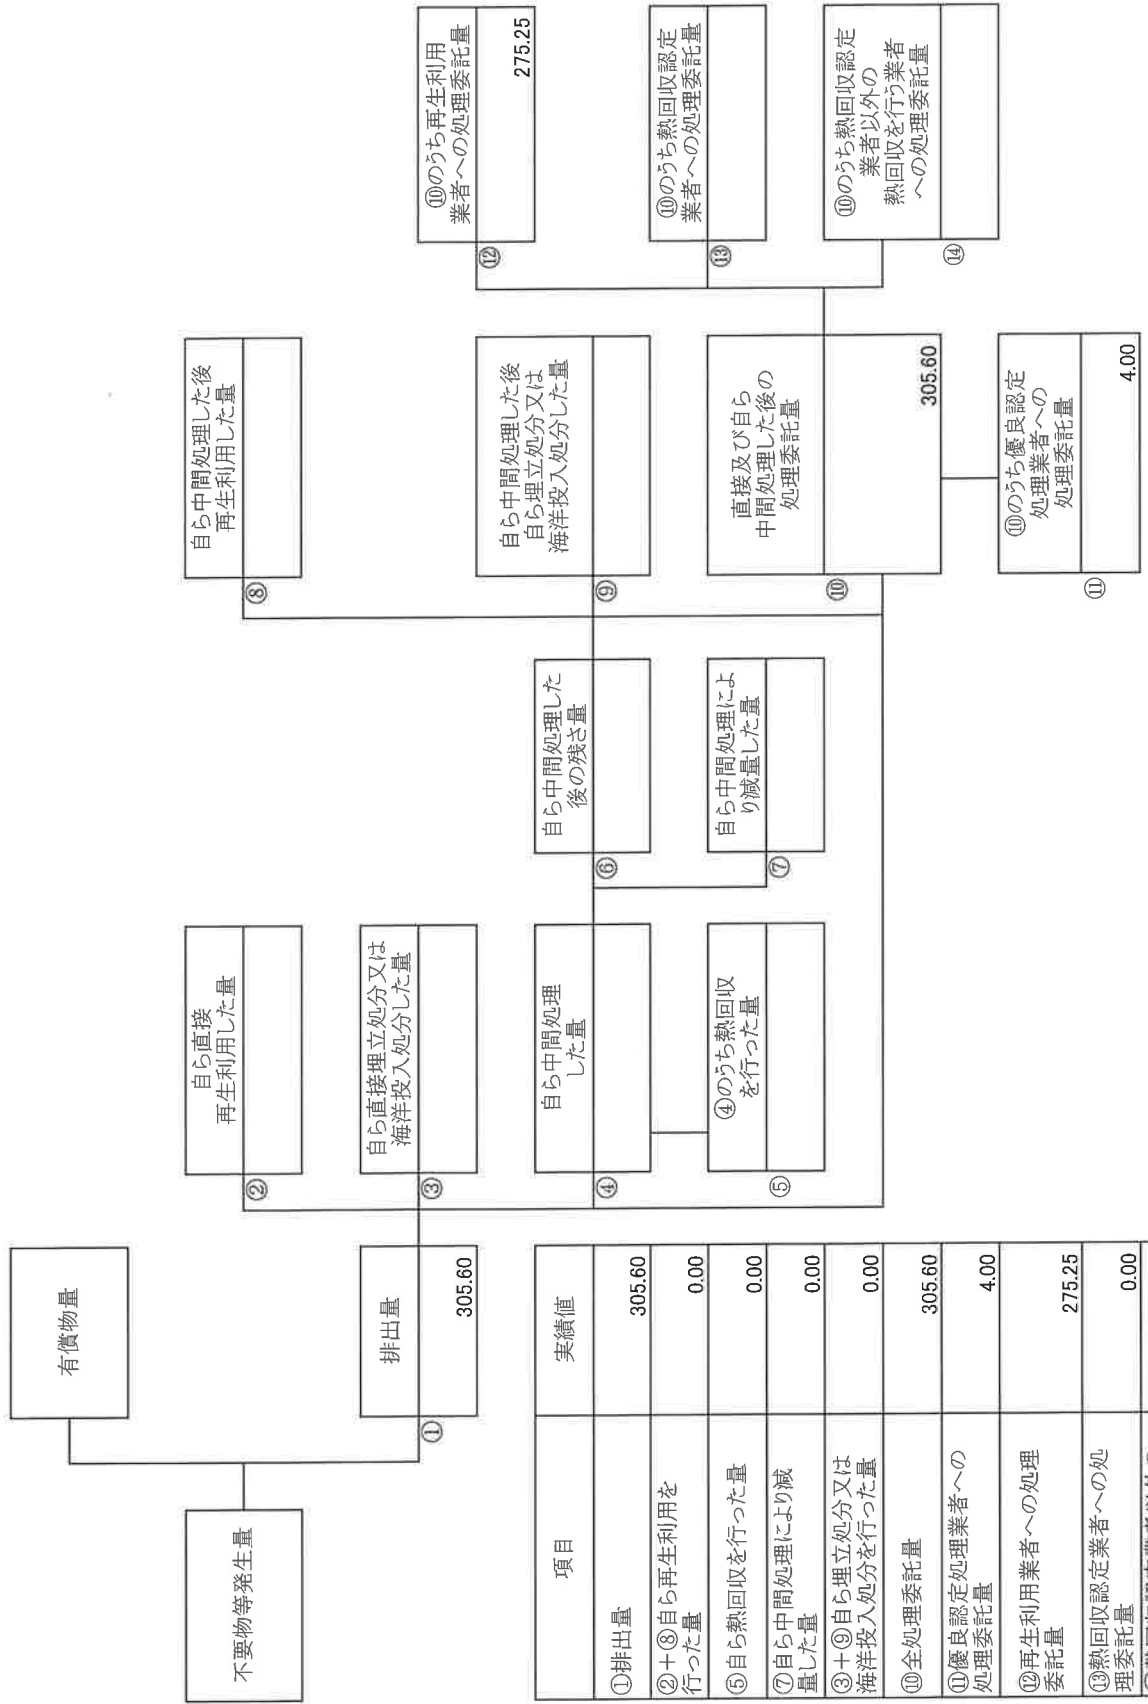 不要物等発生量
有償物量
排出量
①
305.60
自ら直接
再生利用した量
②
自ら直接埋立処分又は
海洋投入処分した量
③
自ら中間処理
した量
④
④のうち熱回収
を行った量
⑤
自ら中間処理した
後の残さ量
⑥
自ら中間処理によ
り減量した量
⑦
自ら中間処理した後
再生利用した量
⑧
自ら中間処理した後
自ら埋立処分又は
海洋投入処分した量
⑨
直接及び自ら
中間処理した後の
処理委託量
⑩
305.60
⑩のうち優良認定
処理業者への
処理委託量
⑪
4.00
⑩のうち再生利用
業者への処理委託量
⑫
275.25
⑩のうち熱回収認定
業者への処理委託量
⑬
⑩のうち熱回収認定
業者以外の
熱回収を行う業者
への処理委託量
⑭
項目 実績値
①排出量 305.60
②+⑧自ら再生利用を
行った量 0.00
⑤自ら熱回収を行った量 0.00
⑦自ら中間処理により減
量した量 0.00
③+⑨自ら埋立処分又は
海洋投入処分を行った量 0.00
⑩全処理委託量 305.60
⑪優良認定処理業者への
処理委託量 4.00
⑫再生利用業者への処理
委託量 275.25
⑬熱回収認定業者への処
理委託量 0.00